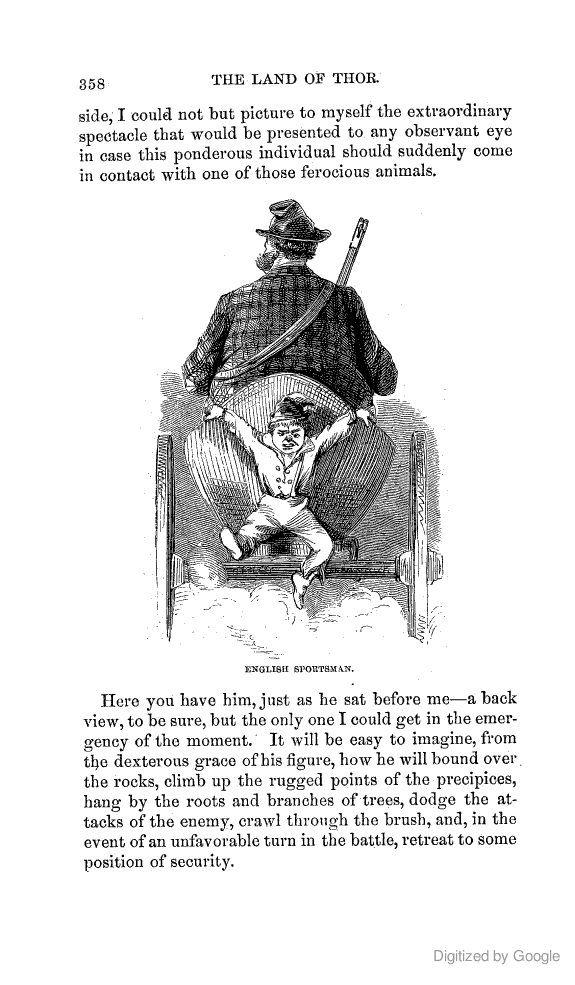 358
THE LAND OF THOR.
side, I could not but picture to myself the extraordinary
spectacle that would be presented to any observant eye
in case this ponderous individual should suddenly come
in contact with one of those ferocious animals.
ENGLISH SPORTSMAN.
Here you have him, just as he sat before me—a back
view, to be sure, but the only one I could get in the emer-
gency of the moment. It will be easy to imagine, from
the dexterous grace of his figure, how he will bound over
the rocks, climb up the rugged points of the precipices,
hang by the roots and branches of trees, dodge the at-
tacks of the enemy, crawl through the brush, and, in the
event of an unfavorable turn in the battle, retreat to some
position of security.
Digitized by Google